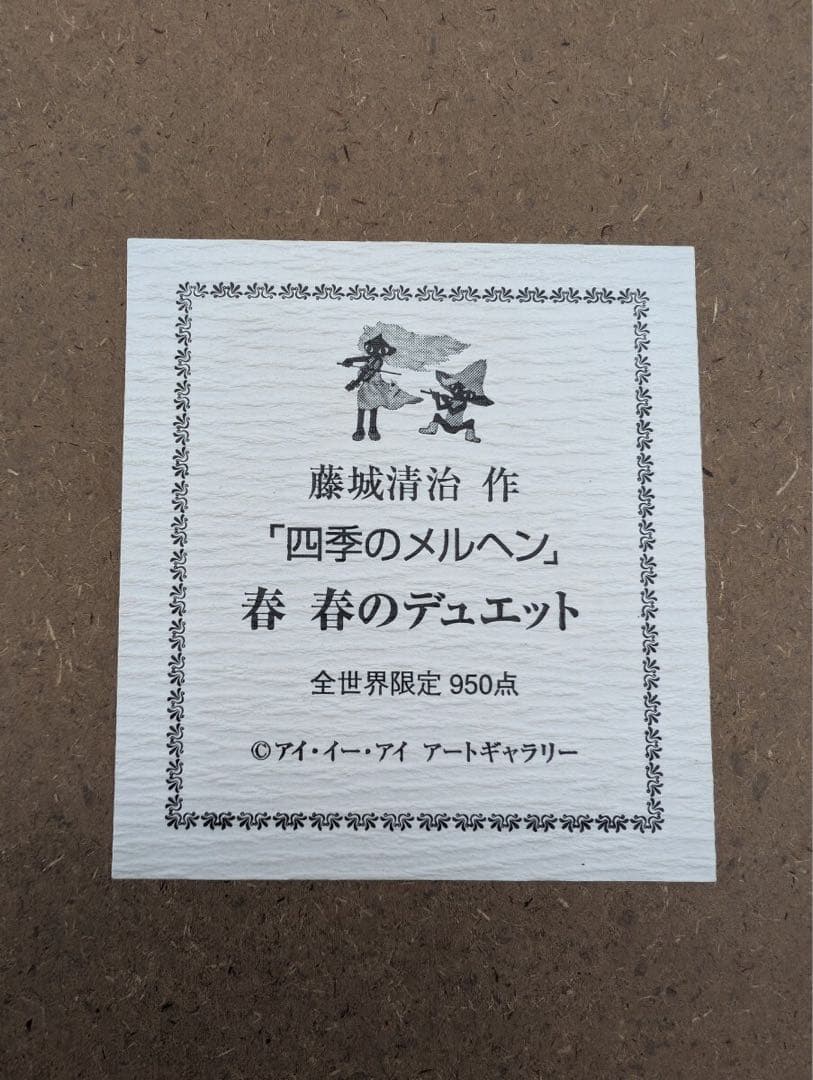 藤城清治 作
「四季のメルヘン」
春 春のデュエット
全世界限定 950点
©アイ・イー・アイ アートギャラリー